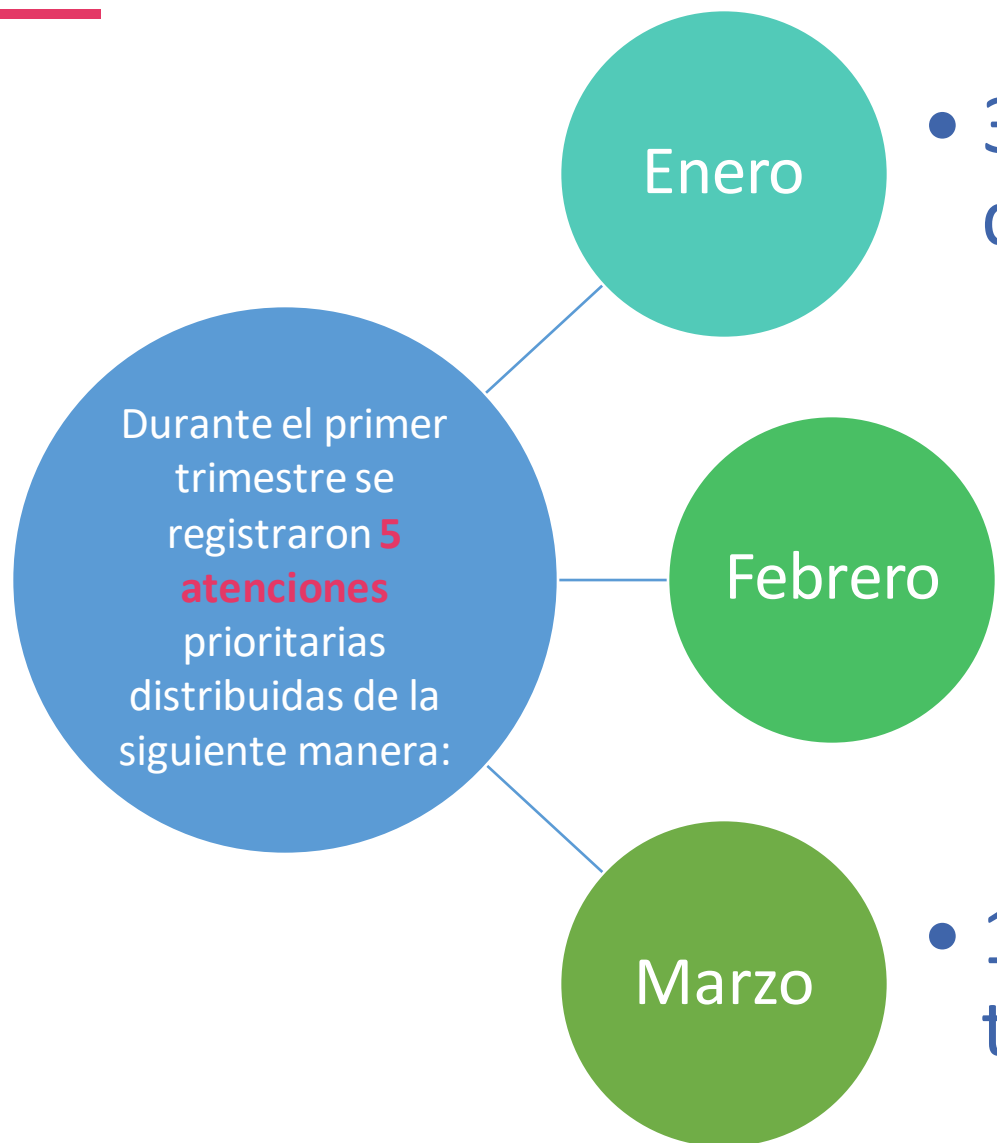 Durante el primer
trimestre se
registraron 5
atenciones
prioritarias
distribuidas de la
siguiente manera:
Enero
Febrero
Marzo